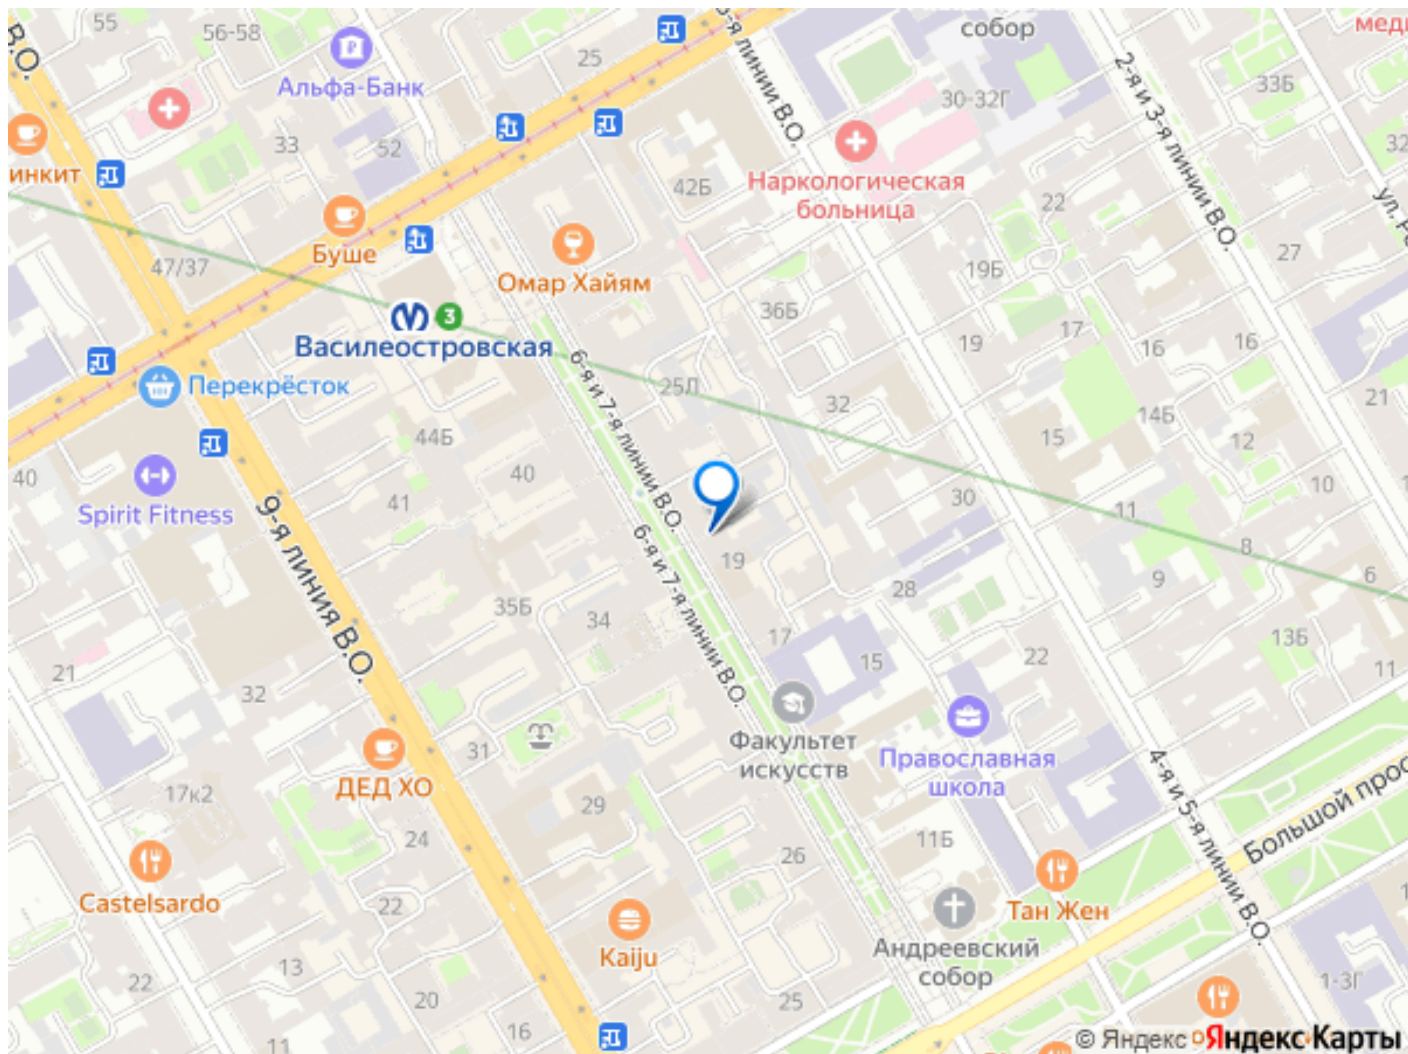 В.О.
55
56-58
Альфа-Банк
25
собор
2-я и 3-я линии В.О.
33Б
30-32Г
33
52
инкит
42Б
Наркологическая
больница
22
32
47/37
Буше
Омар Хайям
36Б
19Б
27
3
Василеостровская
Перекрёсток
6-я и 7-я линии В.О.
25Л
32
19
17
16
16
21
40
44Б
40
15
14Б
12
Spirit Fitness
41
9-я линия В.О.
30
11
10
6-я и 7-я линии В.О.
19
8
9
6
28
35Б
34
17
13Б
21
32
15
22
11
31
Факультет
искусств
Православная
школа
4-я и 5-я линии В.О.
ДЕД ХО
17к2
29
24
11Б
26
Большой прос
Castelsardo
22
Тан Жен
Kaiju
Андреевский
собор
22
13
20
25
1-3Г
16
11
© Яндекс
Яндекс Карты